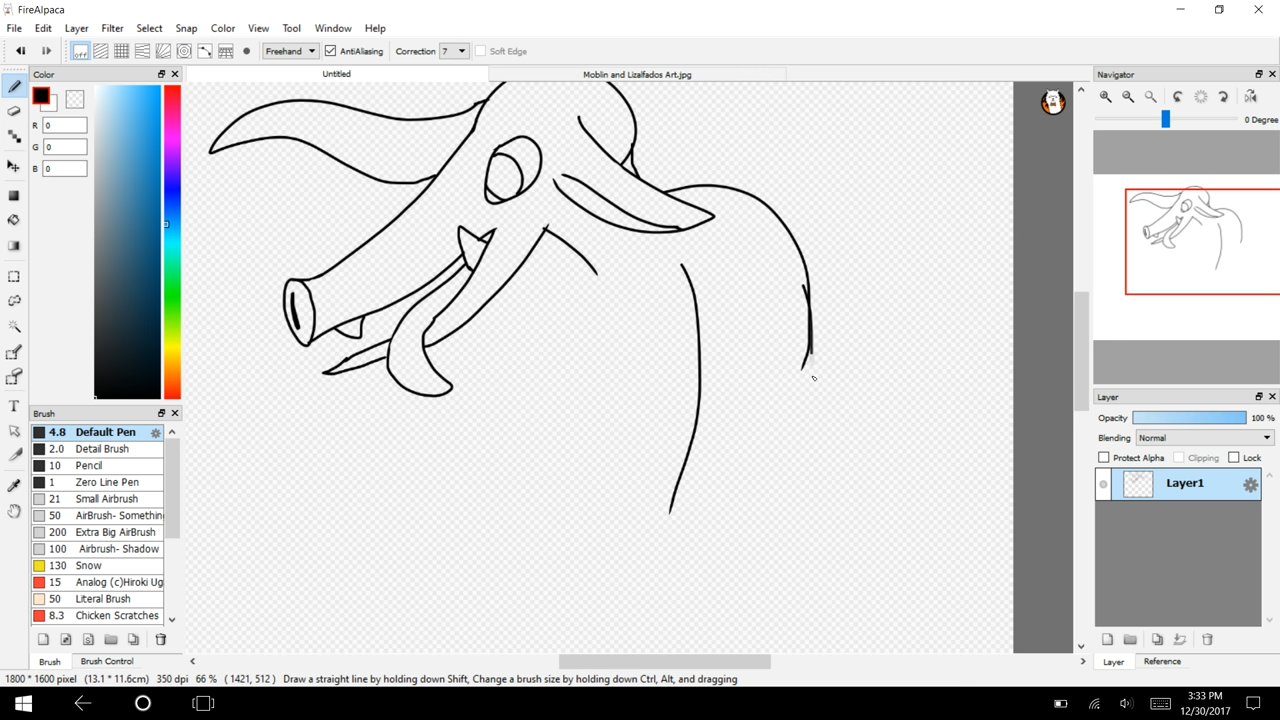 FireAlpaca
File Edit Layer Filter Select Snap Color View Tool Window Help
off Freehand AntiAliasing Correction 7 Soft Edge
Color
Untitled
Moblin and Lizalfados Art.jpg
Navigator
R 0
G 0
B 0
0 Degree
Brush
4.8 Default Pen
2.0 Detail Brush
10 Pencil
1 Zero Line Pen
21 Small Airbrush
50 AirBrush- Somethin
200 Extra Big AirBrush
100 Airbrush- Shadow
130 Snow
15 Analog (c)Hiroki Ug
50 Literal Brush
8.3 Chicken Scratches
Layer
Opacity 100 %
Blending Normal
Protect Alpha Clipping Lock
Layer1
Brush Brush Control
Layer Reference
1800 * 1600 pixel (13.1 * 11.6cm) 350 dpi 66 % ( 1421, 512 ) Draw a straight line by holding down Shift, Change a brush size by holding down Ctrl, Alt, and dragging
3:33 PM
12/30/2017